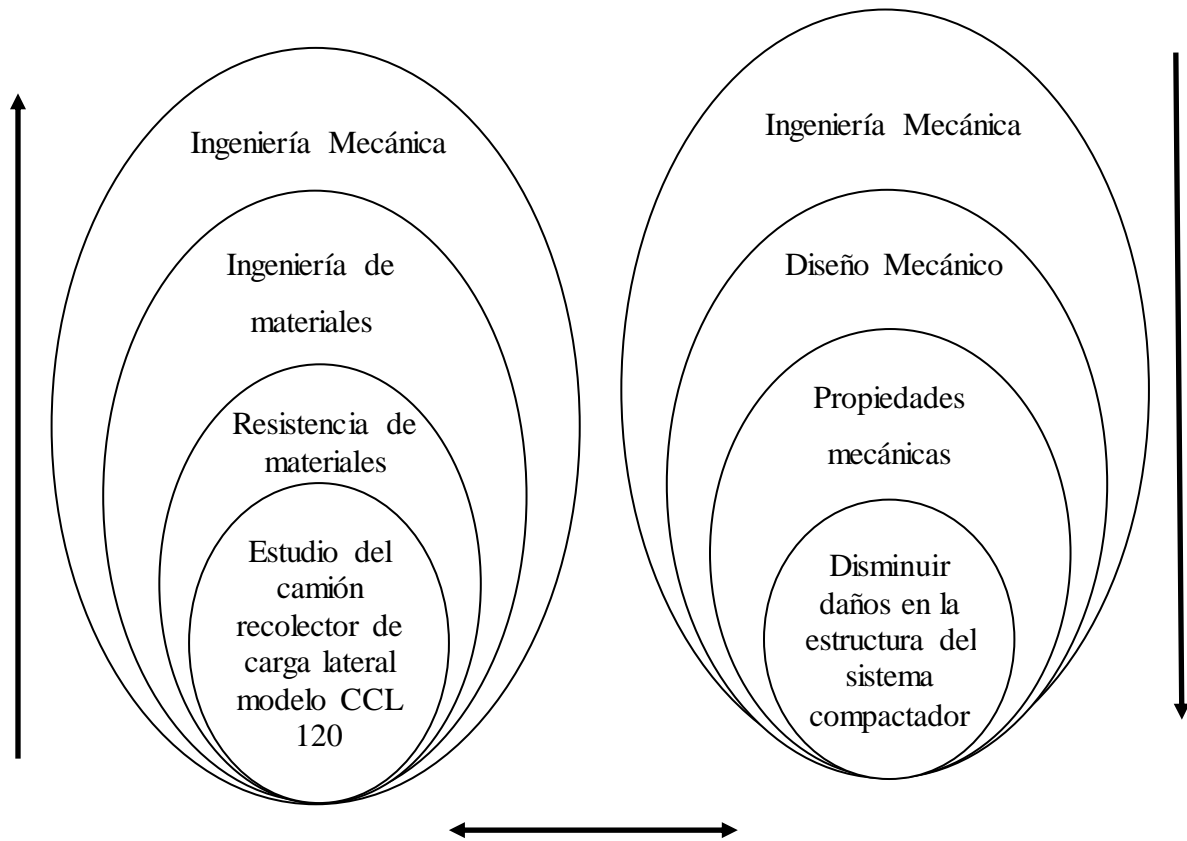 Ingeniería Mecánica
Ingeniería de
materiales
Resistencia de
materiales
Estudio del
camión
recolector de
carga lateral
modelo CCL
120
Ingeniería Mecánica
Diseño Mecánico
Propiedades
mecánicas
Disminuir
daños en la
estructura del
sistema
compactador